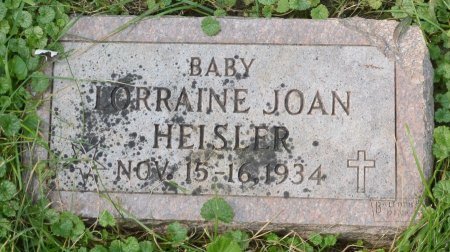 BABY
LORRAINE JOAN
HEISLER
NOV. 15-16, 1934